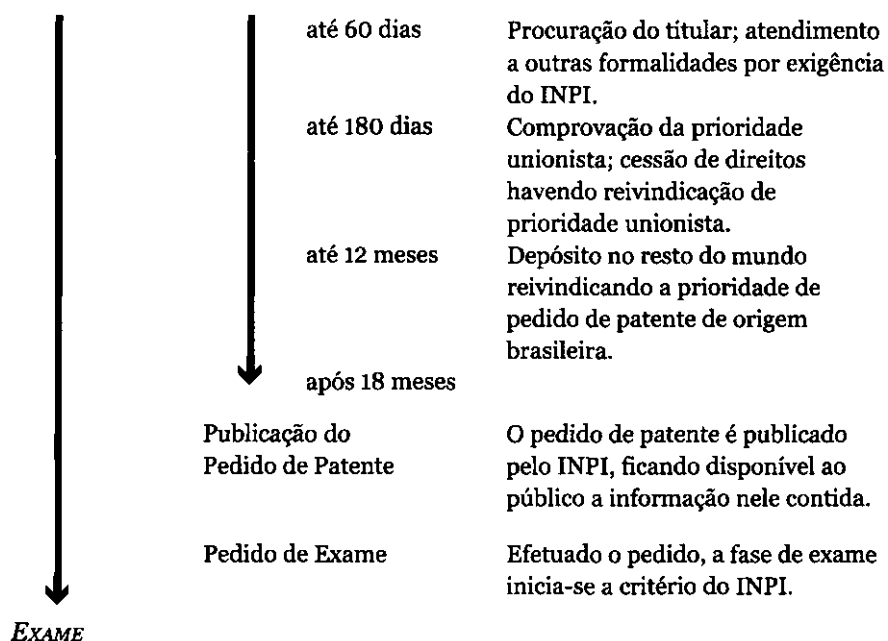 até 60 dias Procuração do titular; atendimento
a outras formalidades por exigência
do INPI.
até 180 dias Comprovação da prioridade
unionista; cessão de direitos
havendo reivindicação de
prioridade unionista.
até 12 meses Depósito no resto do mundo
reivindicando a prioridade de
pedido de patente de origem
brasileira.
após 18 meses
Publicação do O pedido de patente é publicado
Pedido de Patente pelo INPI, ficando disponível ao
público a informação nele contida.
Pedido de Exame Efetuado o pedido, a fase de exame
inicia-se a critério do INPI.
EXAME